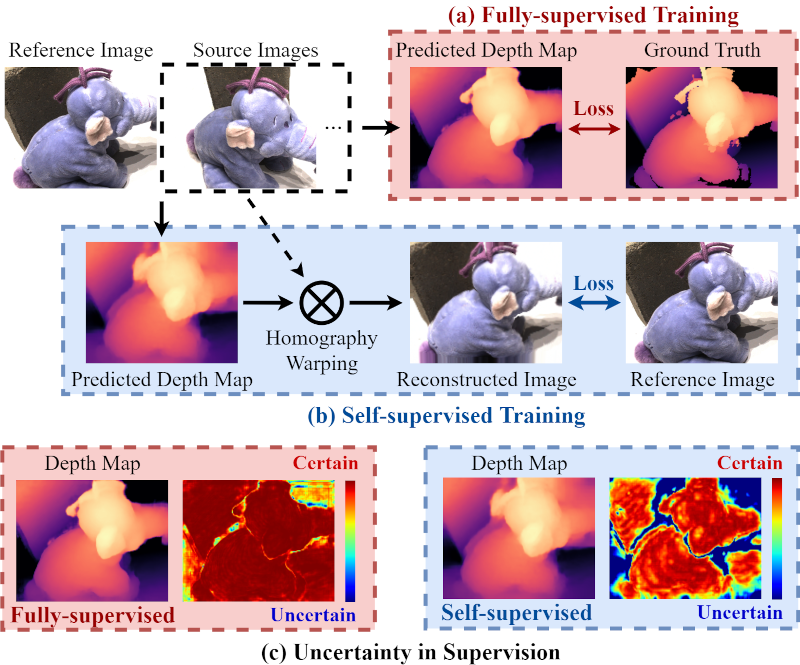 (a) Fully-supervised Training
Reference Image
Source Images
Predicted Depth Map
Ground Truth
...
Loss
Homography
Warping
Loss
Predicted Depth Map
Reconstructed Image
Reference Image
(b) Self-supervised Training
Depth Map
Certain
Fully-supervised
Uncertain
Depth Map
Certain
Self-supervised
Uncertain
(c) Uncertainty in Supervision